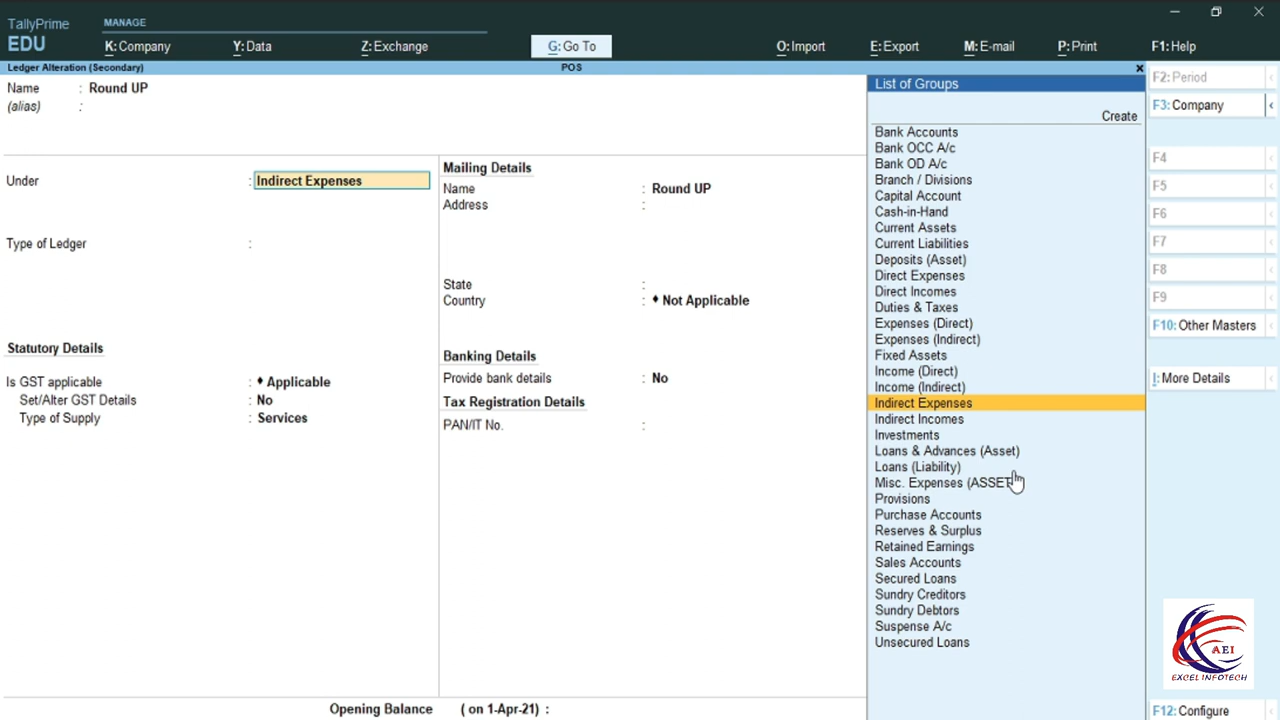 TallyPrime
EDU
MANAGE
K: Company
Y: Data
Z: Exchange
G: Go To
O: Import
E: Export
M: E-mail
P: Print
F1: Help
Ledger Alteration (Secondary)
POS
Name : Round UP
(alias) :
Under : Indirect Expenses
Type of Ledger :
Statutory Details
Is GST applicable : ♦ Applicable
Set/Alter GST Details : No
Type of Supply : Services
Mailing Details
Name : Round UP
Address :
State :
Country : ♦ Not Applicable
Banking Details
Provide bank details : No
Tax Registration Details
PAN/IT No. :
Opening Balance ( on 1-Apr-21) :
List of Groups
Create
Bank Accounts
Bank OCC A/c
Bank OD A/c
Branch / Divisions
Capital Account
Cash-in-Hand
Current Assets
Current Liabilities
Deposits (Asset)
Direct Expenses
Direct Incomes
Duties & Taxes
Expenses (Direct)
Expenses (Indirect)
Fixed Assets
Income (Direct)
Income (Indirect)
Indirect Expenses
Indirect Incomes
Investments
Loans & Advances (Asset)
Loans (Liability)
Misc. Expenses (ASSET
Provisions
Purchase Accounts
Reserves & Surplus
Retained Earnings
Sales Accounts
Secured Loans
Sundry Creditors
Sundry Debtors
Suspense A/c
Unsecured Loans
F2: Period
F3: Company
F4
F5
F6
F7
F8
F9
F10: Other Masters
I: More Details
AEI
EXCEL INFOTECH
F12: Configure